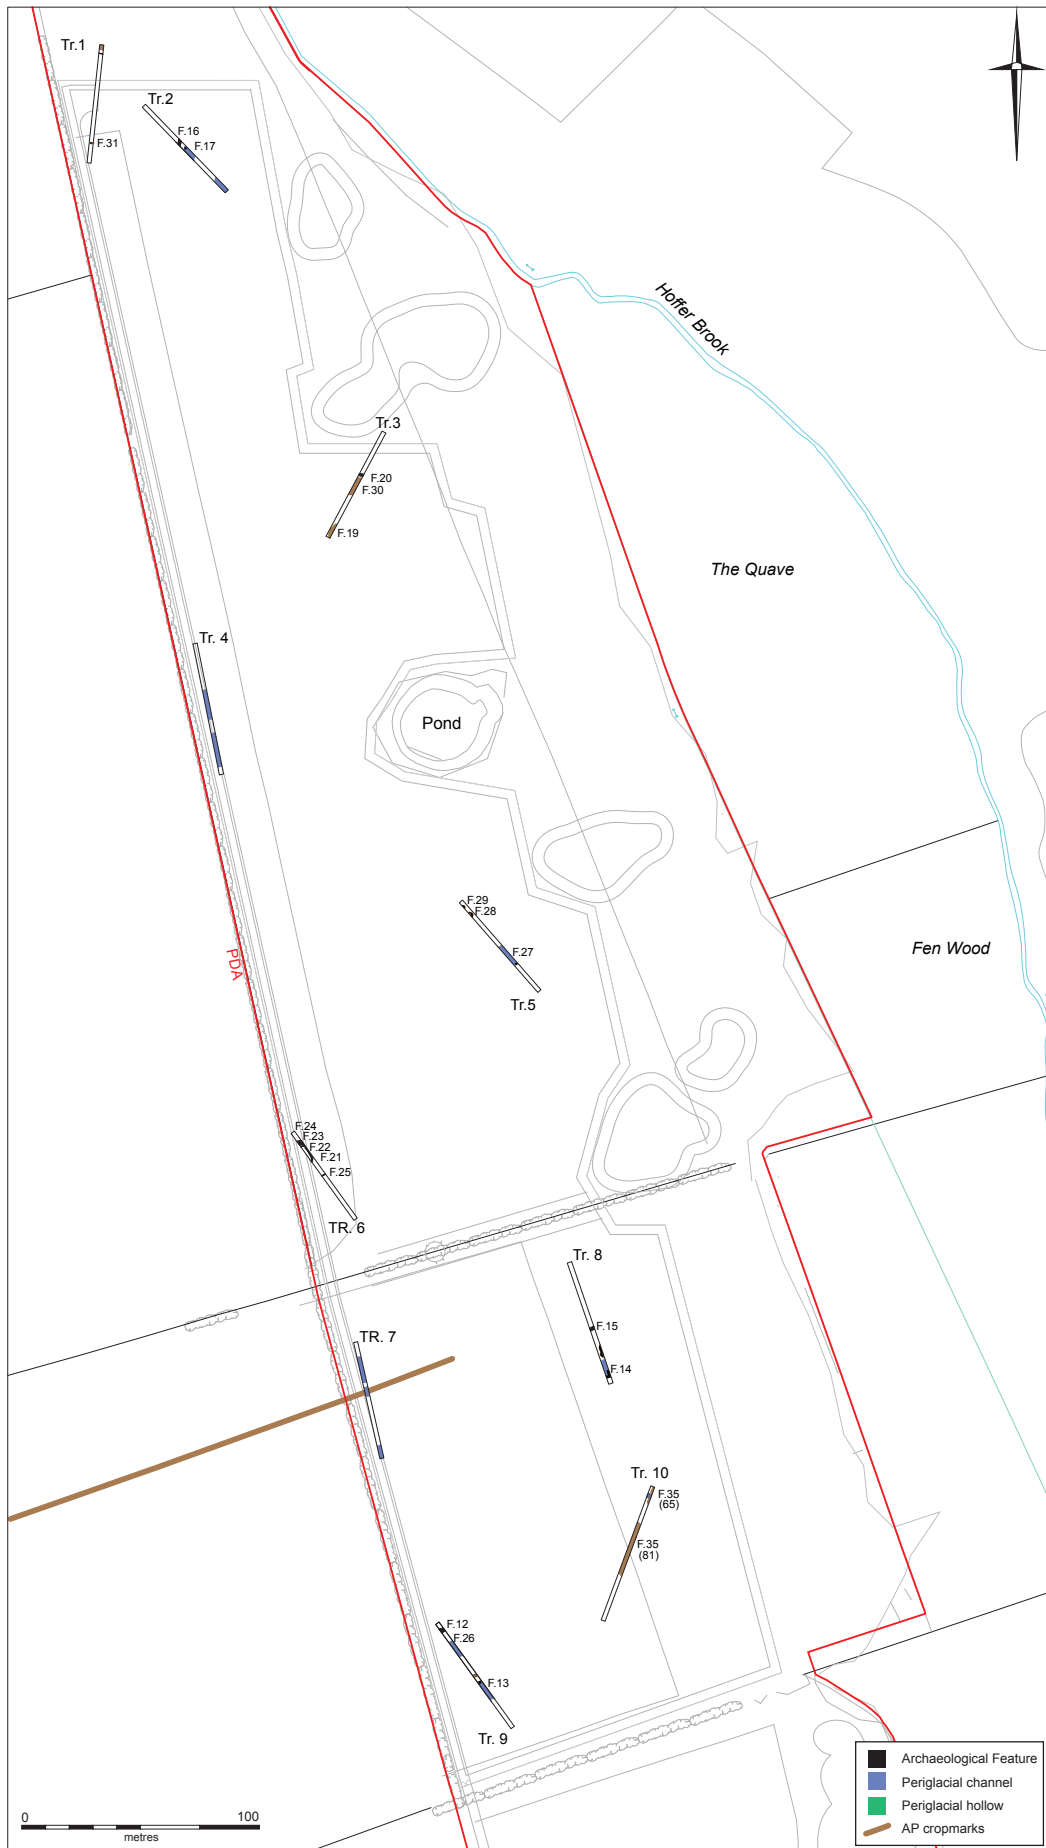 Tr.1
Tr.2
F.16
F.17
F.31
Hoffer Brook
Tr.3
F.20
F.30
F.19
The Quave
Tr. 4
Pond
F.29
F.28
F.27
Tr.5
Fen Wood
PDA
F.24
F.23
F.22
F.21
F.25
TR. 6
Tr. 8
F.15
F.14
TR. 7
Tr. 10
F.35
(65)
F.35
(81)
F.12
F.26
F.13
Tr. 9
Archaeological Feature
Periglacial channel
Periglacial hollow
AP cropmarks
0 100
metres